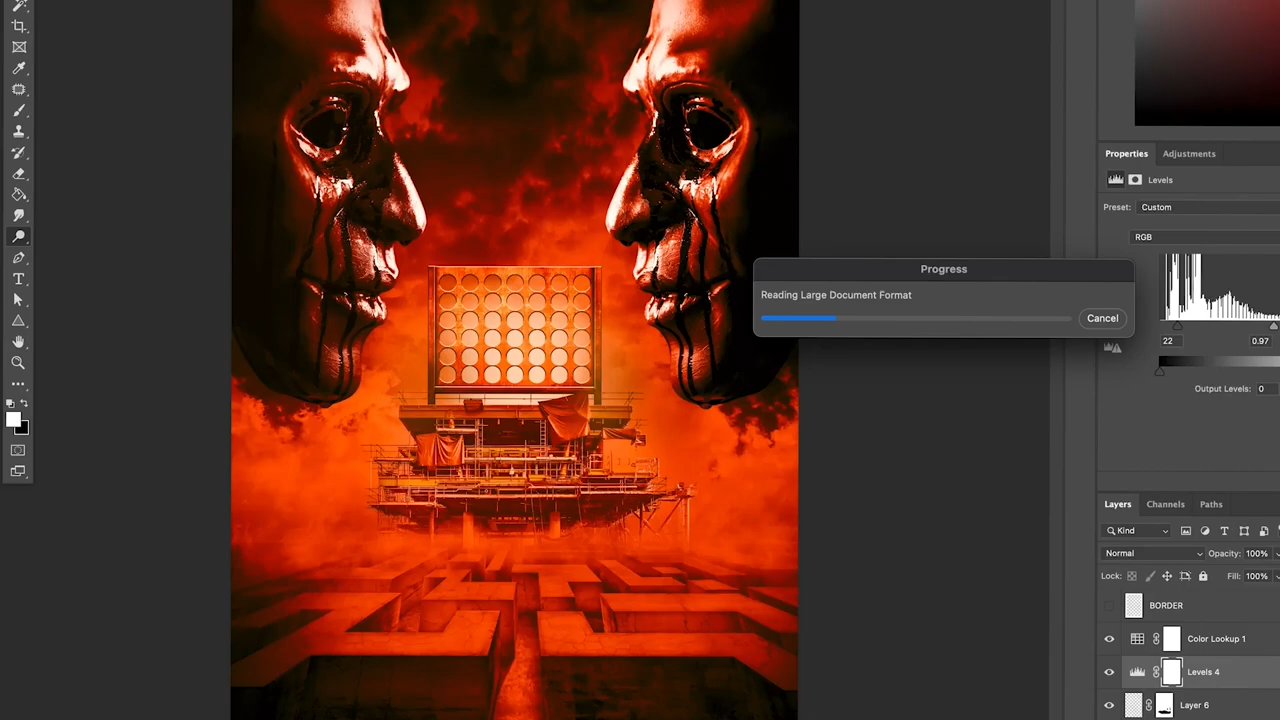 Properties
Adjustments
Levels
Preset:
Custom
RGB
Progress
Reading Large Document Format
Cancel
22
0.97
Output Levels:
0
Layers
Channels
Paths
Kind
Normal
Opacity:
100%
Lock:
Fill:
100%
BORDER
Color Lookup 1
Levels 4
Layer 6